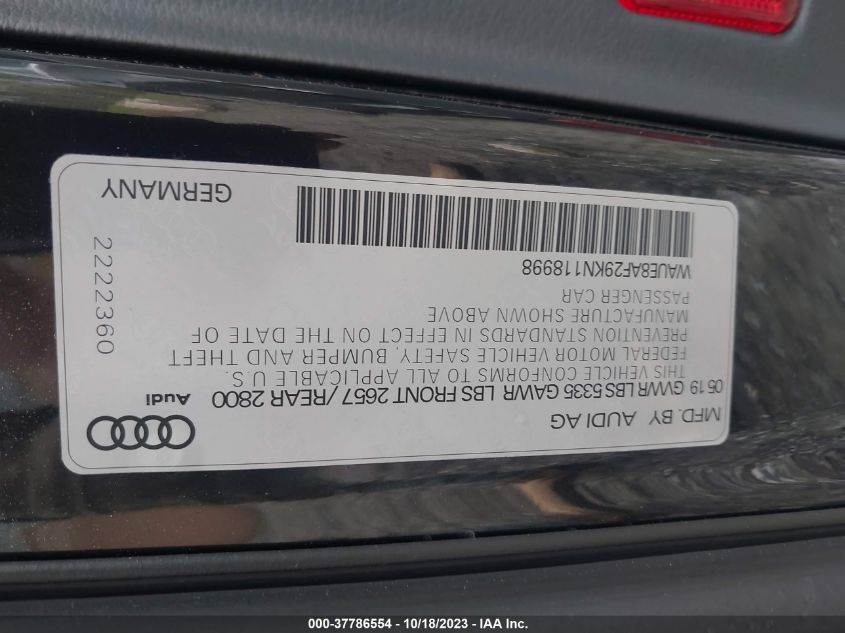 MFD. BY AUDI AG
0519 GVWR LBS 5335 GAWR LBS FRONT 2657 / REAR 2800
Audi
THIS VEHICLE CONFORMS TO ALL APPLICABLE U.S.
FEDERAL MOTOR VEHICLE SAFETY, BUMPER AND THEFT
PREVENTION STANDARDS IN EFFECT ON THE DATE OF
MANUFACTURE SHOWN ABOVE
PASSENGER CAR
WAUE8AF29KN118998
2222360
GERMANY
000-37786554 - 10/18/2023 - IAA Inc.